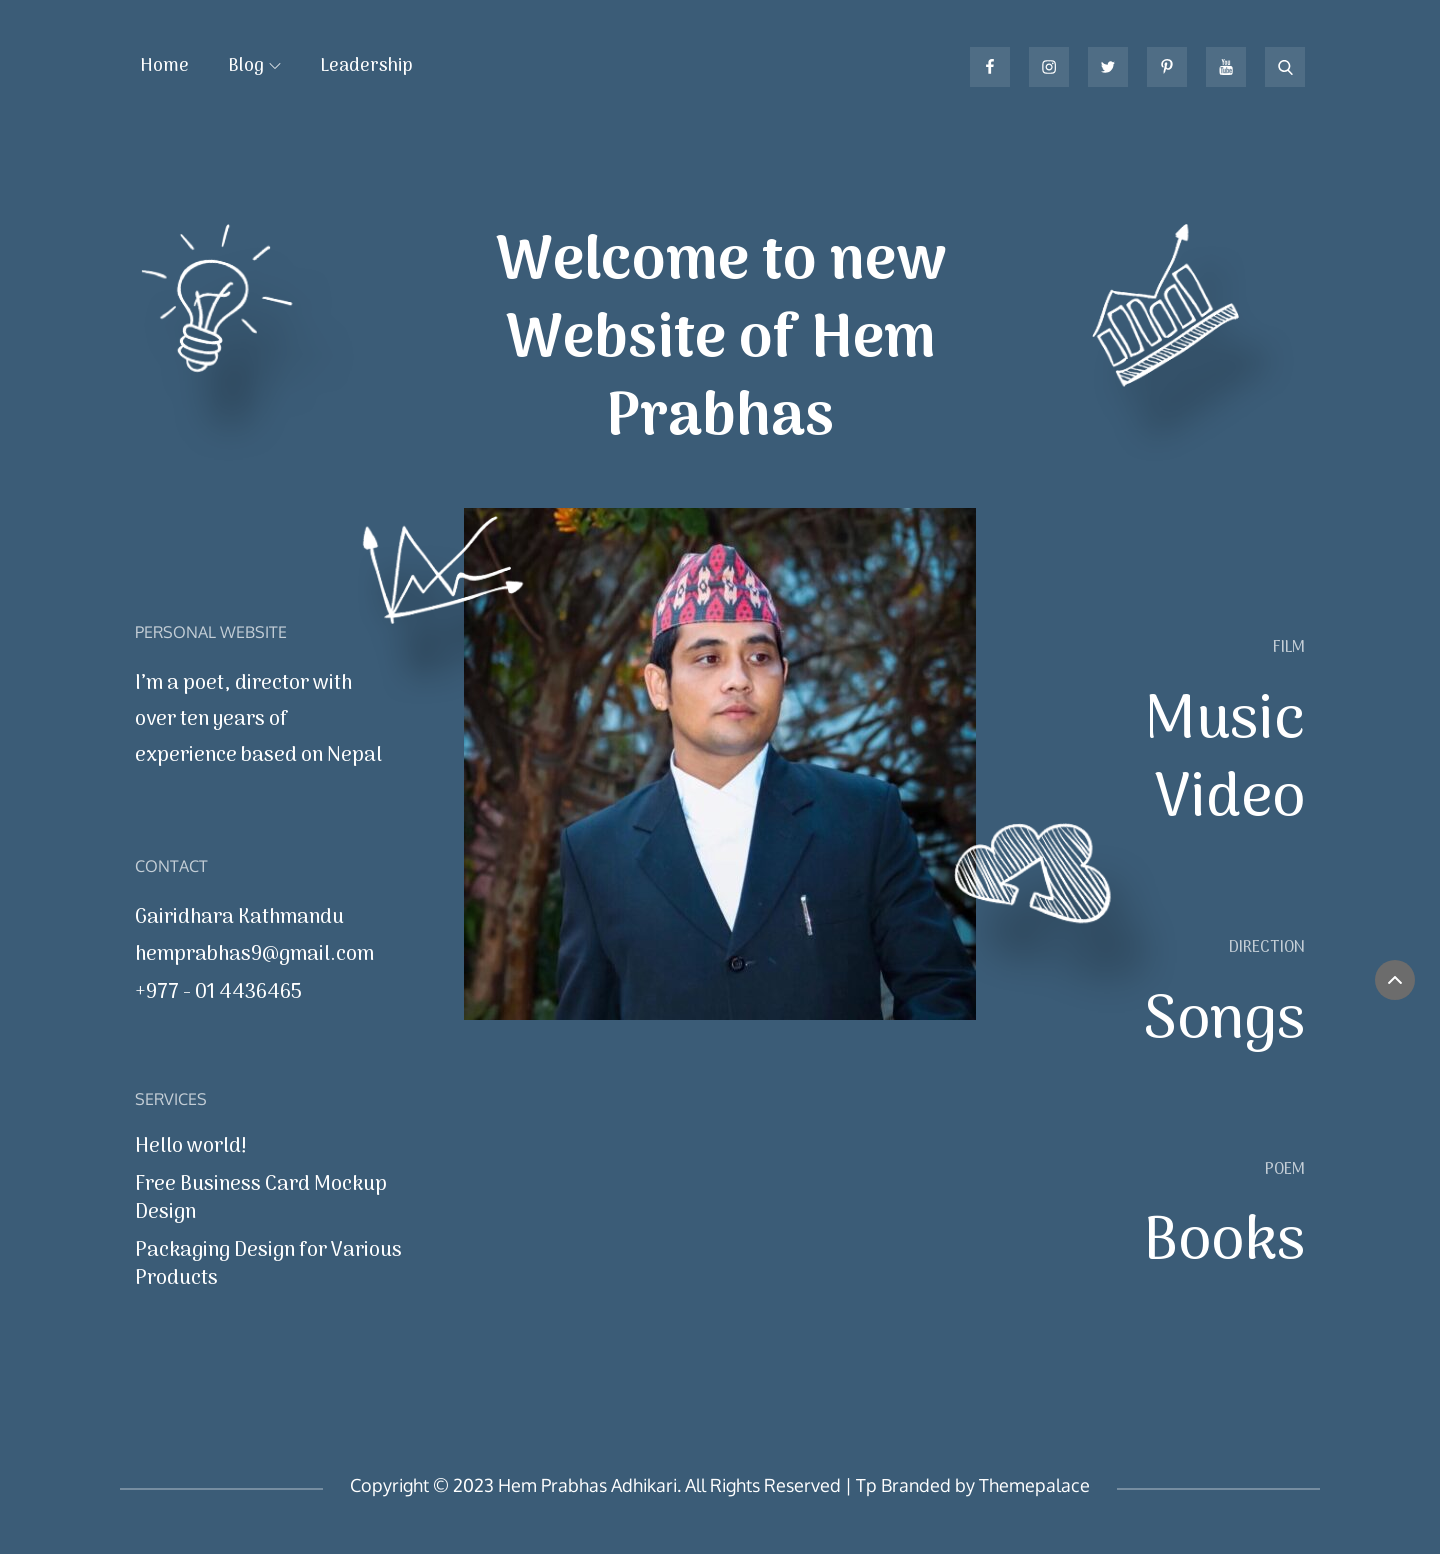 Home
Blog
Leadership
You
Tube
Welcome to new
Website of Hem
Prabhas
PERSONAL WEBSITE
I’m a poet, director with
over ten years of
experience based on Nepal
CONTACT
Gairidhara Kathmandu
hemprabhas9@gmail.com
+977 - 01 4436465
SERVICES
Hello world!
Free Business Card Mockup
Design
Packaging Design for Various
Products
FILM
Music
Video
DIRECTION
Songs
POEM
Books
Copyright © 2023 Hem Prabhas Adhikari. All Rights Reserved | Tp Branded by Themepalace